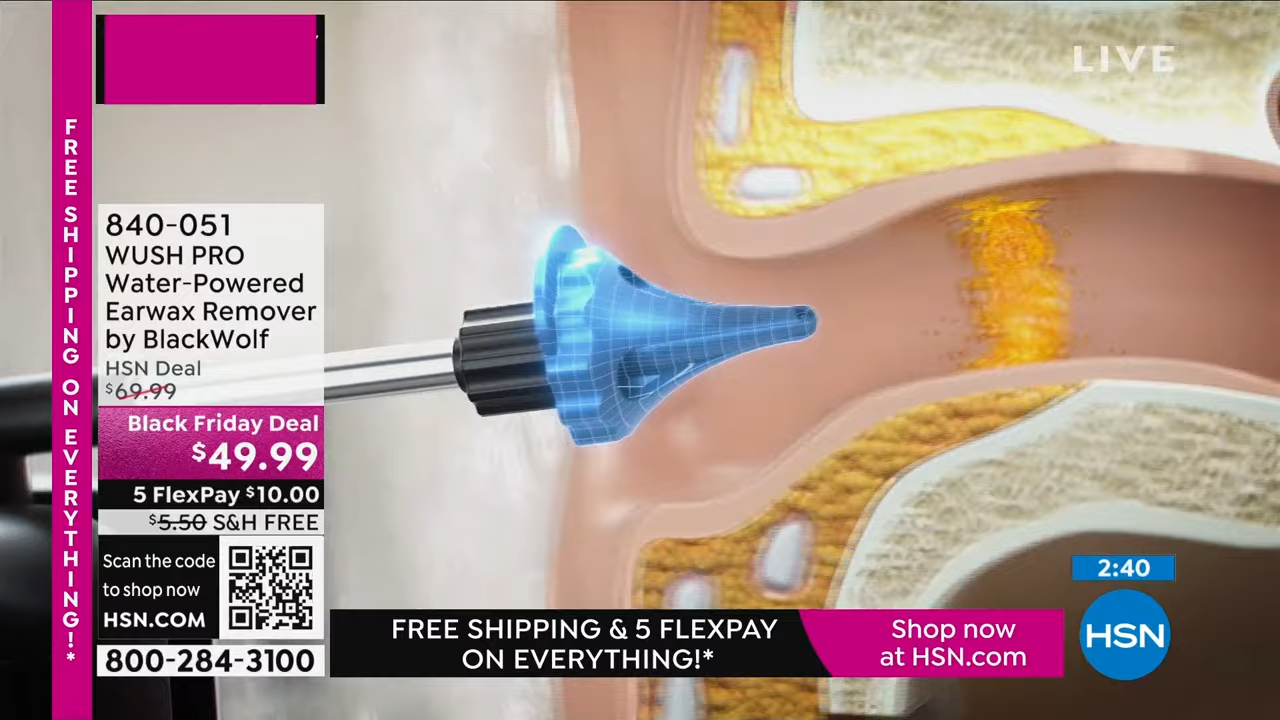 FREE SHIPPING ON EVERYTHING!*
LIVE
840-051
WUSH PRO
Water-Powered
Earwax Remover
by BlackWolf
HSN Deal
$69.99
Black Friday Deal
$49.99
5 FlexPay $10.00
$5.50 S&H FREE
Scan the code
to shop now
HSN.COM
800-284-3100
FREE SHIPPING & 5 FLEXPAY
ON EVERYTHING!*
Shop now
at HSN.com
2:40
HSN